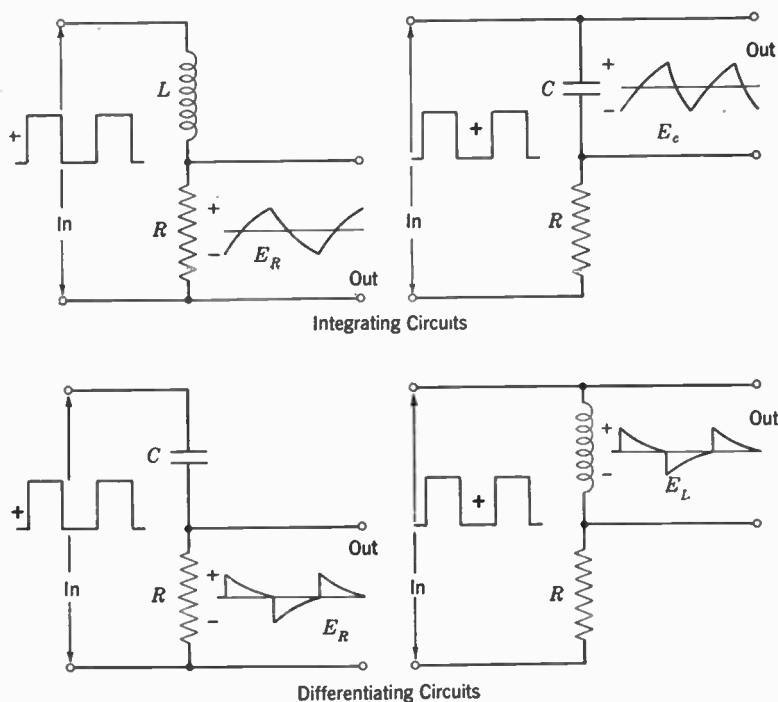 L
R
In
+
+
-
E_R
Out
C
R
In
+
+
-
E_c
Out
Integrating Circuits
C
R
In
+
+
-
E_R
Out
R
In
+
+
-
E_L
Out
Differentiating Circuits